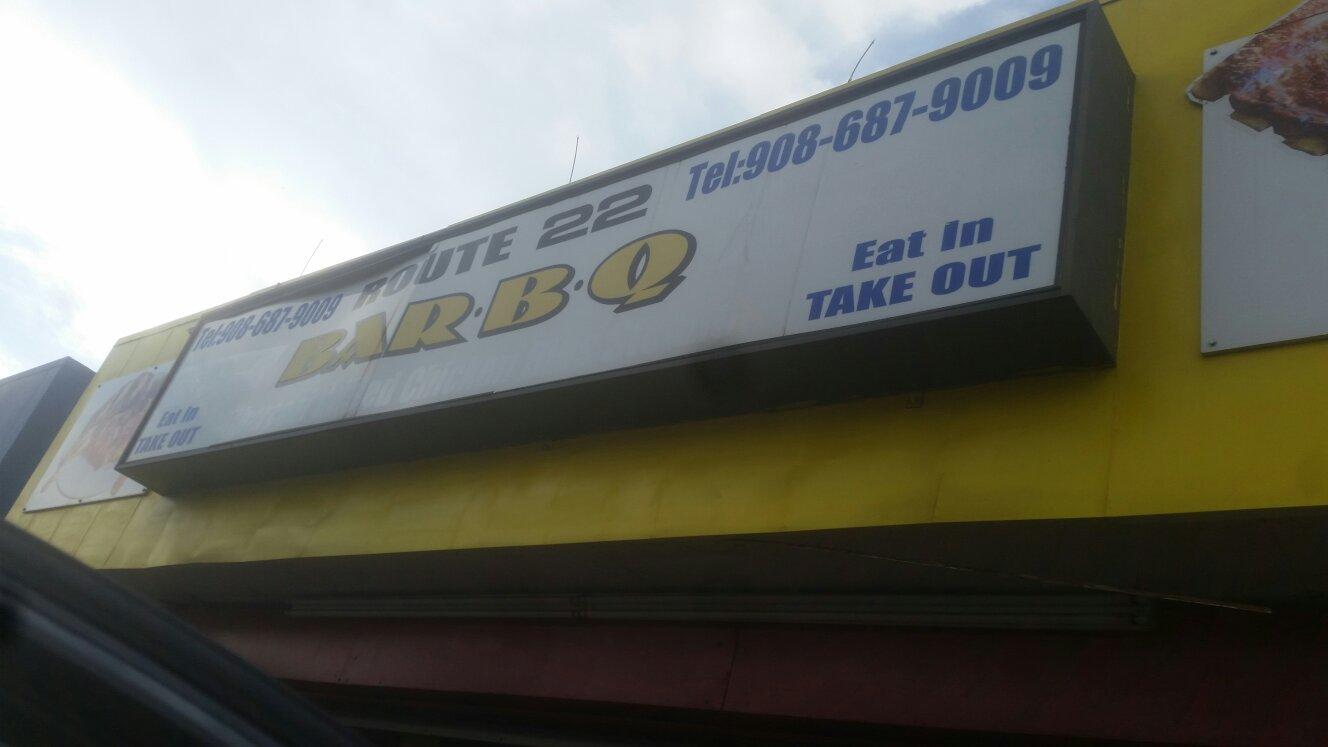 Tel:908-687-9009
ROUTE 22
Tel:908-687-9009
BAR·B·Q
Eat In
TAKE OUT
Eat In
TAKE OUT